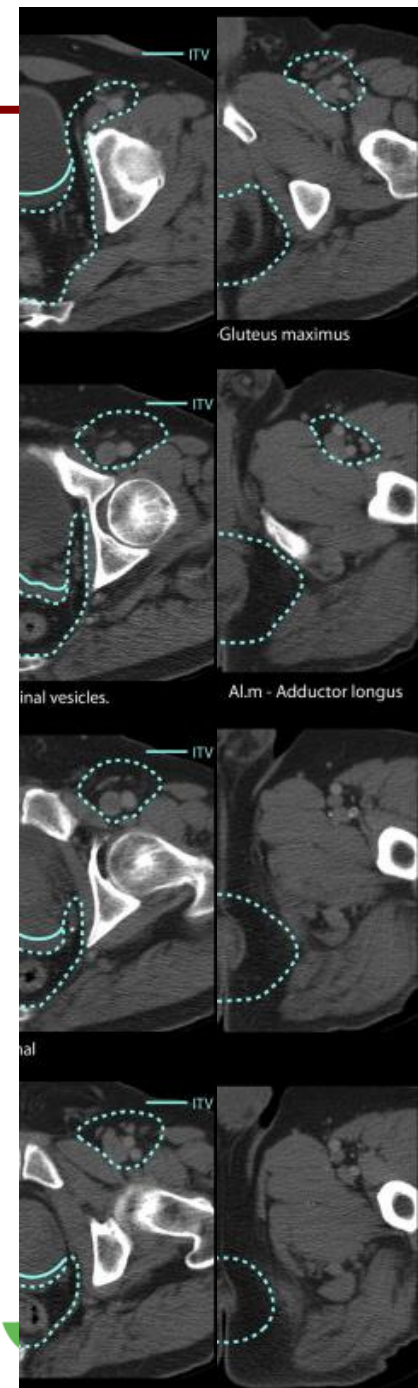 ITV
-Gluteus maximus
ITV
inal vesicles.
Al.m - Adductor longus
ITV
nal
ITV